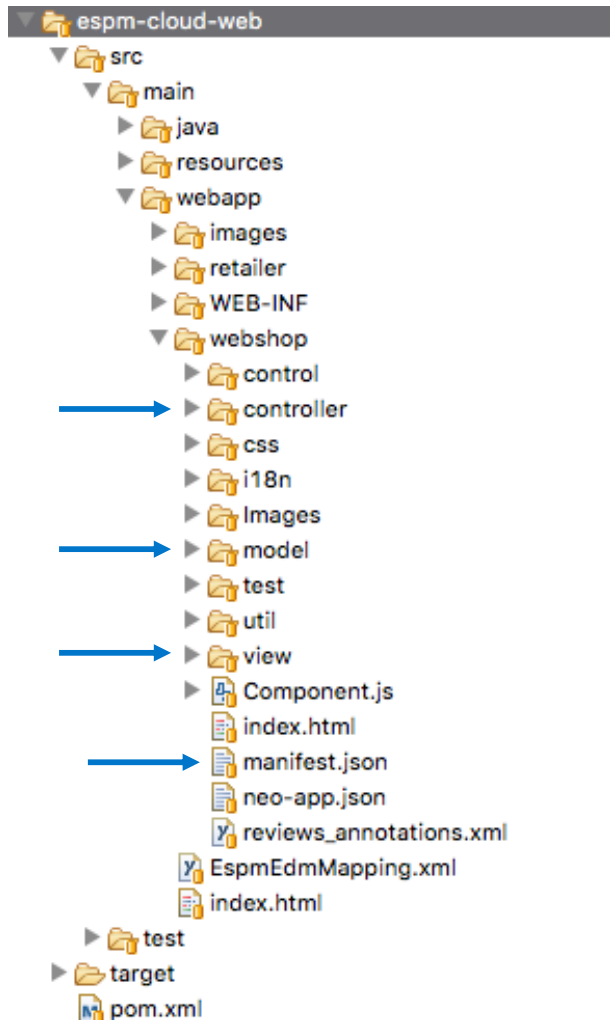 espm-cloud-web
src
main
java
resources
webapp
images
retailer
WEB-INF
webshop
control
controller
css
i18n
Images
model
test
util
view
Component.js
index.html
manifest.json
neo-app.json
reviews_annotations.xml
EspmEdmMapping.xml
index.html
test
target
pom.xml